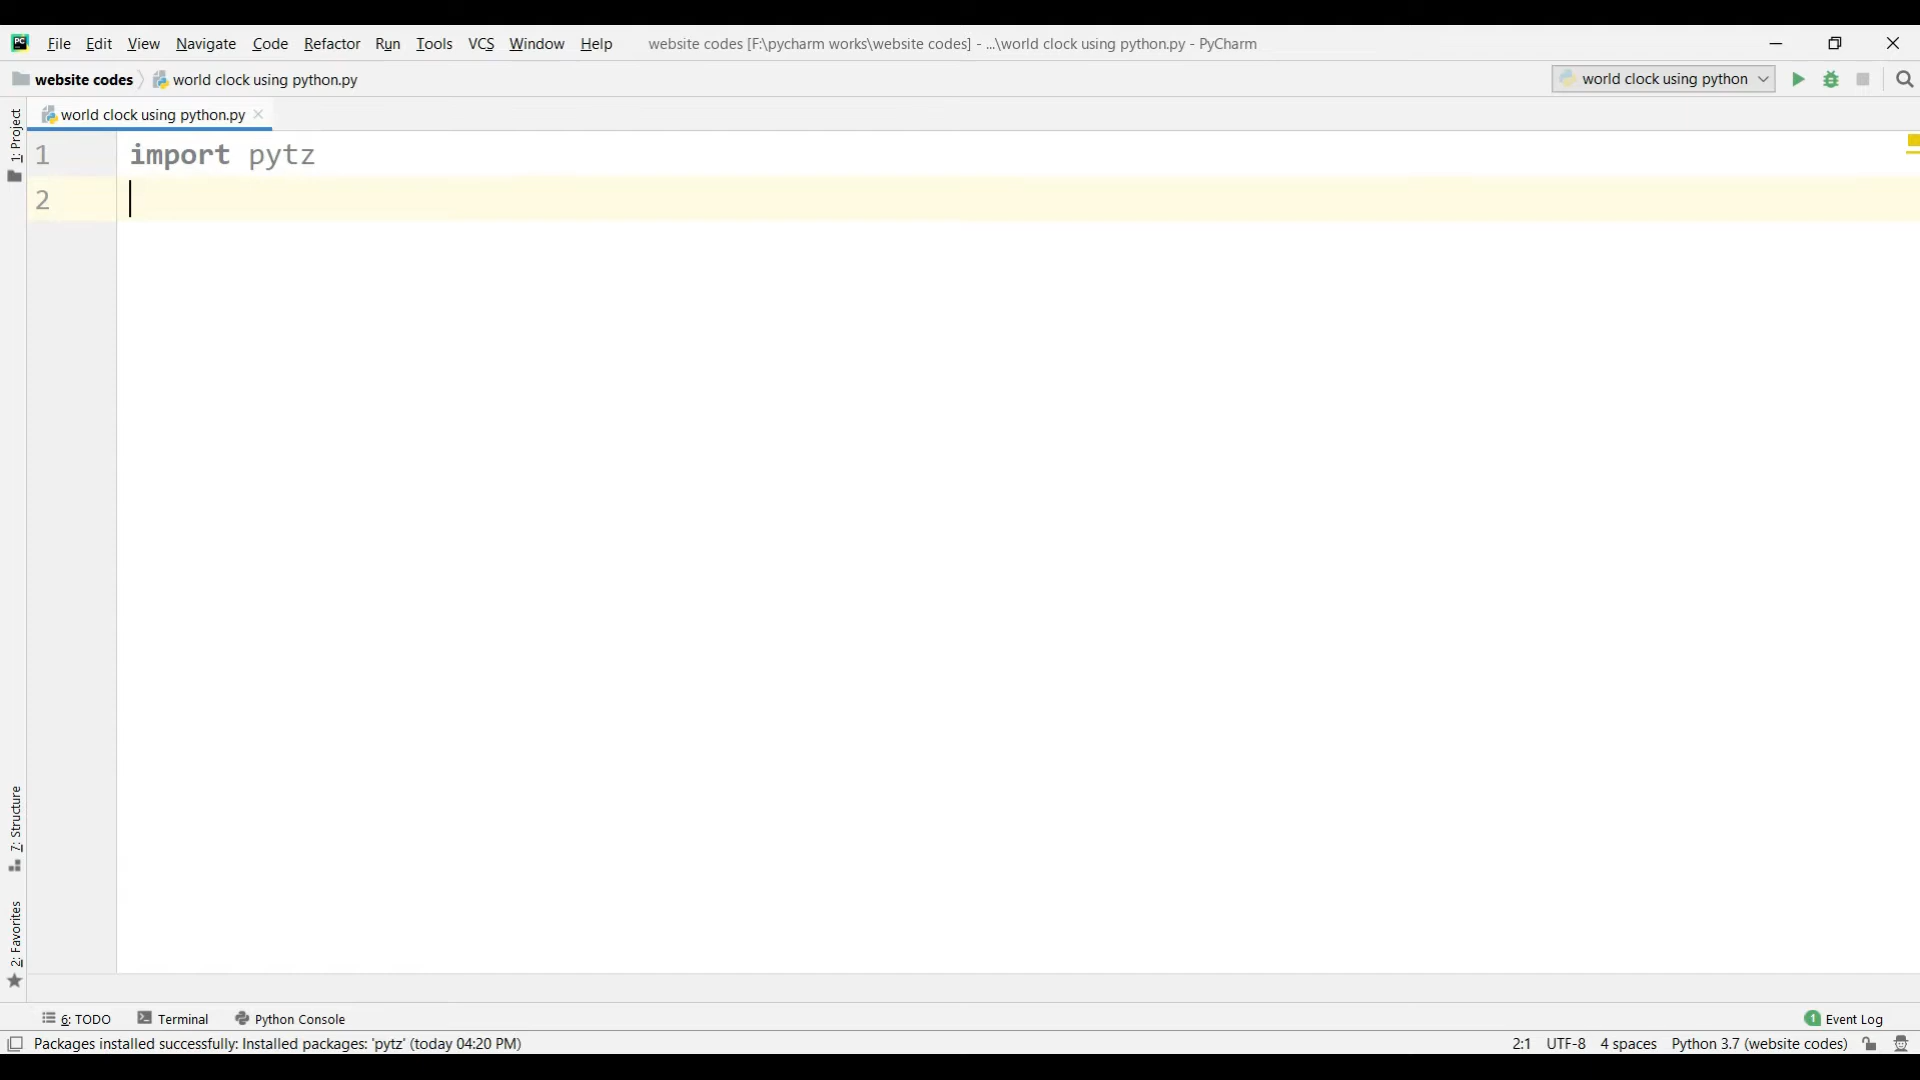 PC File Edit View Navigate Code Refactor Run Tools VCS Window Help website codes [F:\pycharm works\website codes] - ...\world clock using python.py - PyCharm
website codes world clock using python.py world clock using python
world clock using python.py
1: Project
1 import pytz
2
7: Structure
2: Favorites
6: TODO Terminal Python Console 1 Event Log
Packages installed successfully: Installed packages: 'pytz' (today 04:20 PM) 2:1 UTF-8 4 spaces Python 3.7 (website codes)